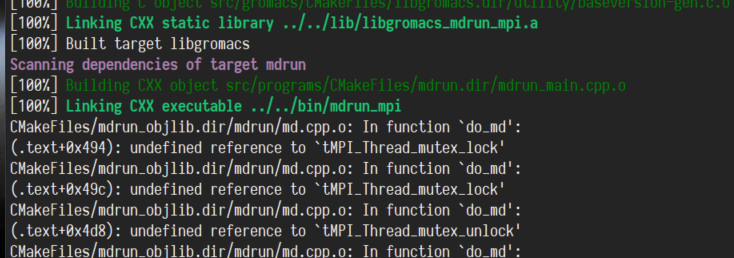 [100%] Building C object src/gromacs/CMakeFiles/libgromacs.dir/utility/baseversion-gen.c.o
[100%] Linking CXX static library ../../lib/libgromacs_mdrun_mpi.a
[100%] Built target libgromacs
Scanning dependencies of target mdrun
[100%] Building CXX object src/programs/CMakeFiles/mdrun.dir/mdrun_main.cpp.o
[100%] Linking CXX executable ../../bin/mdrun_mpi
CMakeFiles/mdrun_objlib.dir/mdrun/md.cpp.o: In function `do_md':
(.text+0x494): undefined reference to `tMPI_Thread_mutex_lock'
CMakeFiles/mdrun_objlib.dir/mdrun/md.cpp.o: In function `do_md':
(.text+0x49c): undefined reference to `tMPI_Thread_mutex_lock'
CMakeFiles/mdrun_objlib.dir/mdrun/md.cpp.o: In function `do_md':
(.text+0x4d8): undefined reference to `tMPI_Thread_mutex_unlock'
CMakeFiles/mdrun_objlib.dir/mdrun/md.cpp.o: In function `do_md':